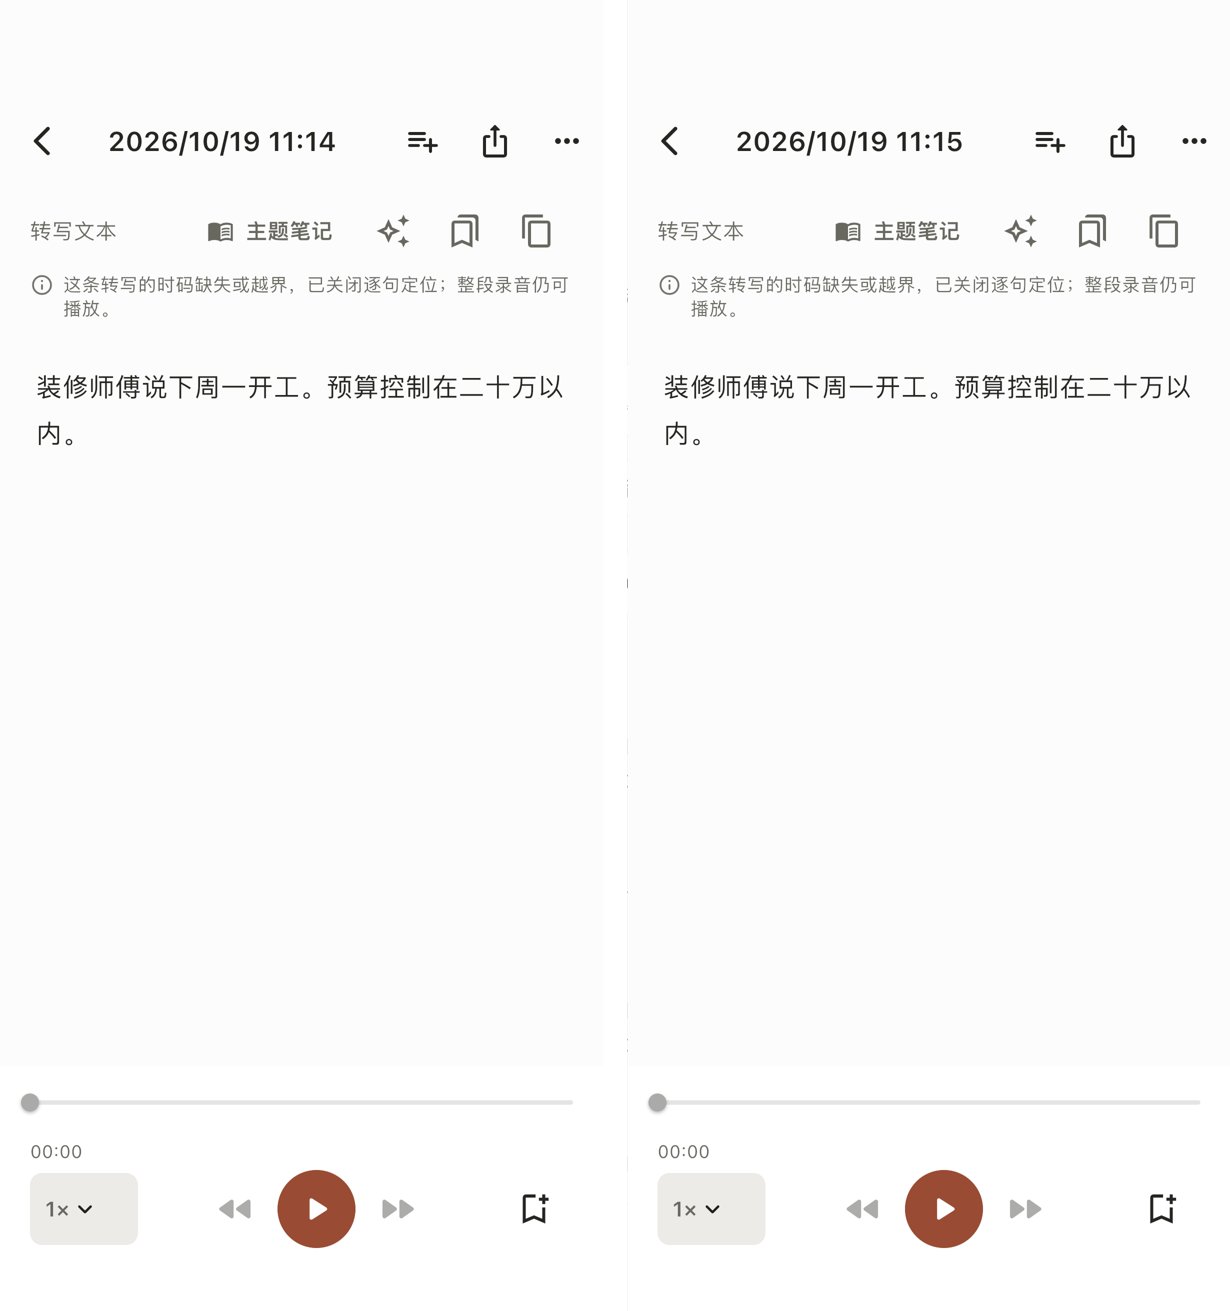 2026/10/19 11:14
转写文本
主题笔记
这条转写的时码缺失或越界，已关闭逐句定位；整段录音仍可
播放。
装修师傅说下周一开工。预算控制在二十万以
内。
00:00
1×
2026/10/19 11:15
转写文本
主题笔记
这条转写的时码缺失或越界，已关闭逐句定位；整段录音仍可
播放。
装修师傅说下周一开工。预算控制在二十万以
内。
00:00
1×